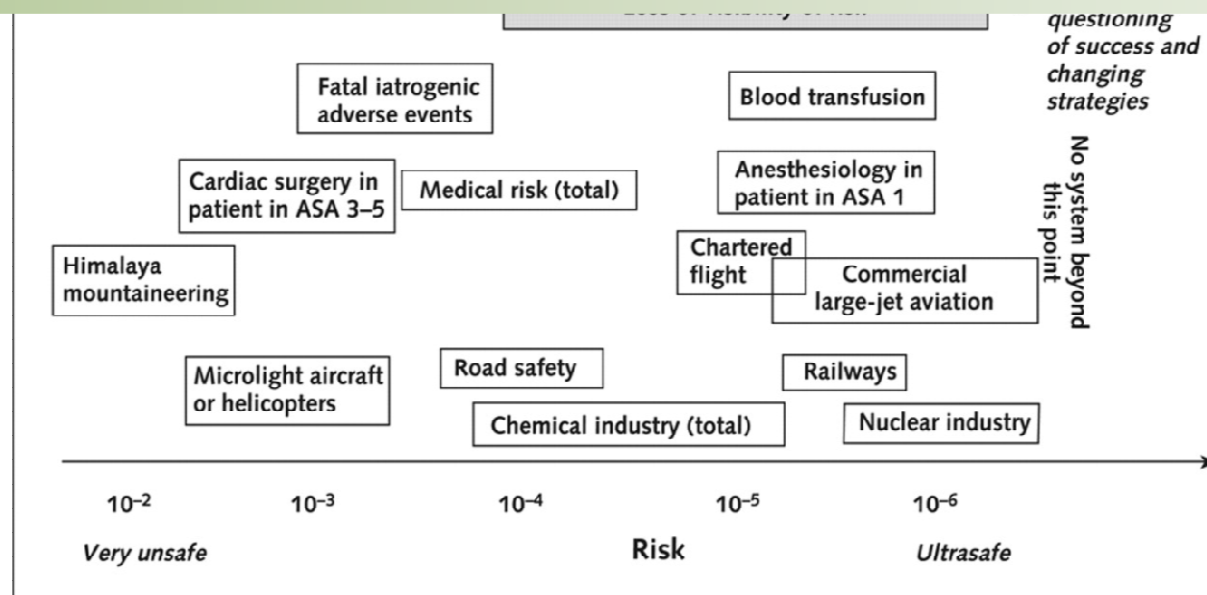 questioning
of success and
changing
strategies
Fatal iatrogenic
adverse events
Blood transfusion
No system beyond
this point
Cardiac surgery in
patient in ASA 3–5
Medical risk (total)
Anesthesiology in
patient in ASA 1
Himalaya
mountaineering
Chartered
flight
Commercial
large-jet aviation
Microlight aircraft
or helicopters
Road safety
Railways
Chemical industry (total)
Nuclear industry
10⁻² 10⁻³ 10⁻⁴ 10⁻⁵ 10⁻⁶
Very unsafe Risk Ultrasafe